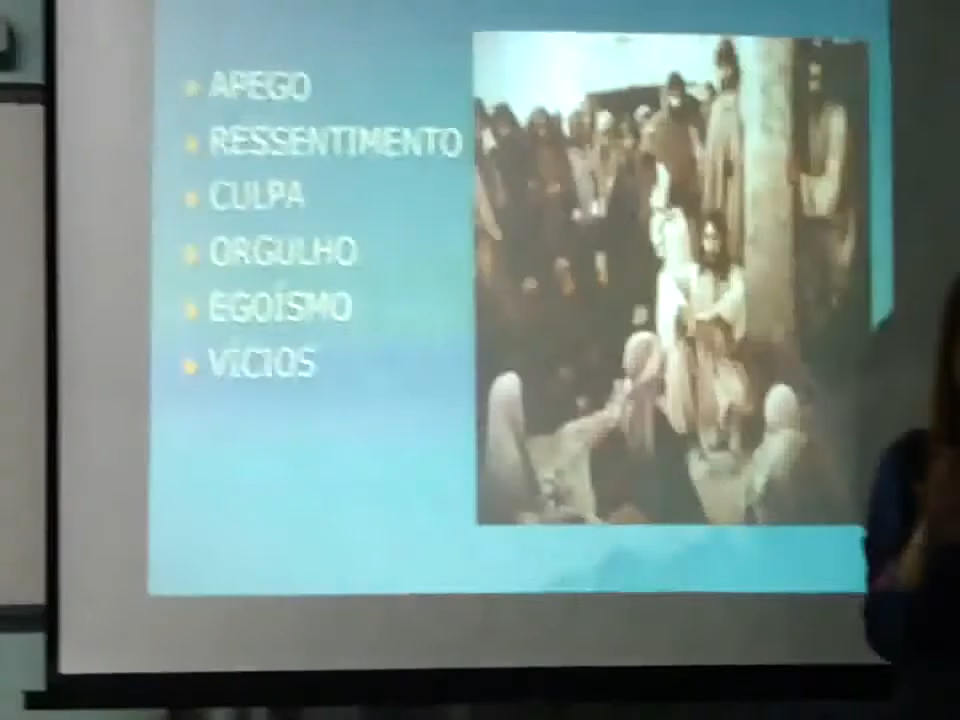 APEGO
RESSENTIMENTO
CULPA
ORGULHO
EGOÍSMO
VÍCIOS